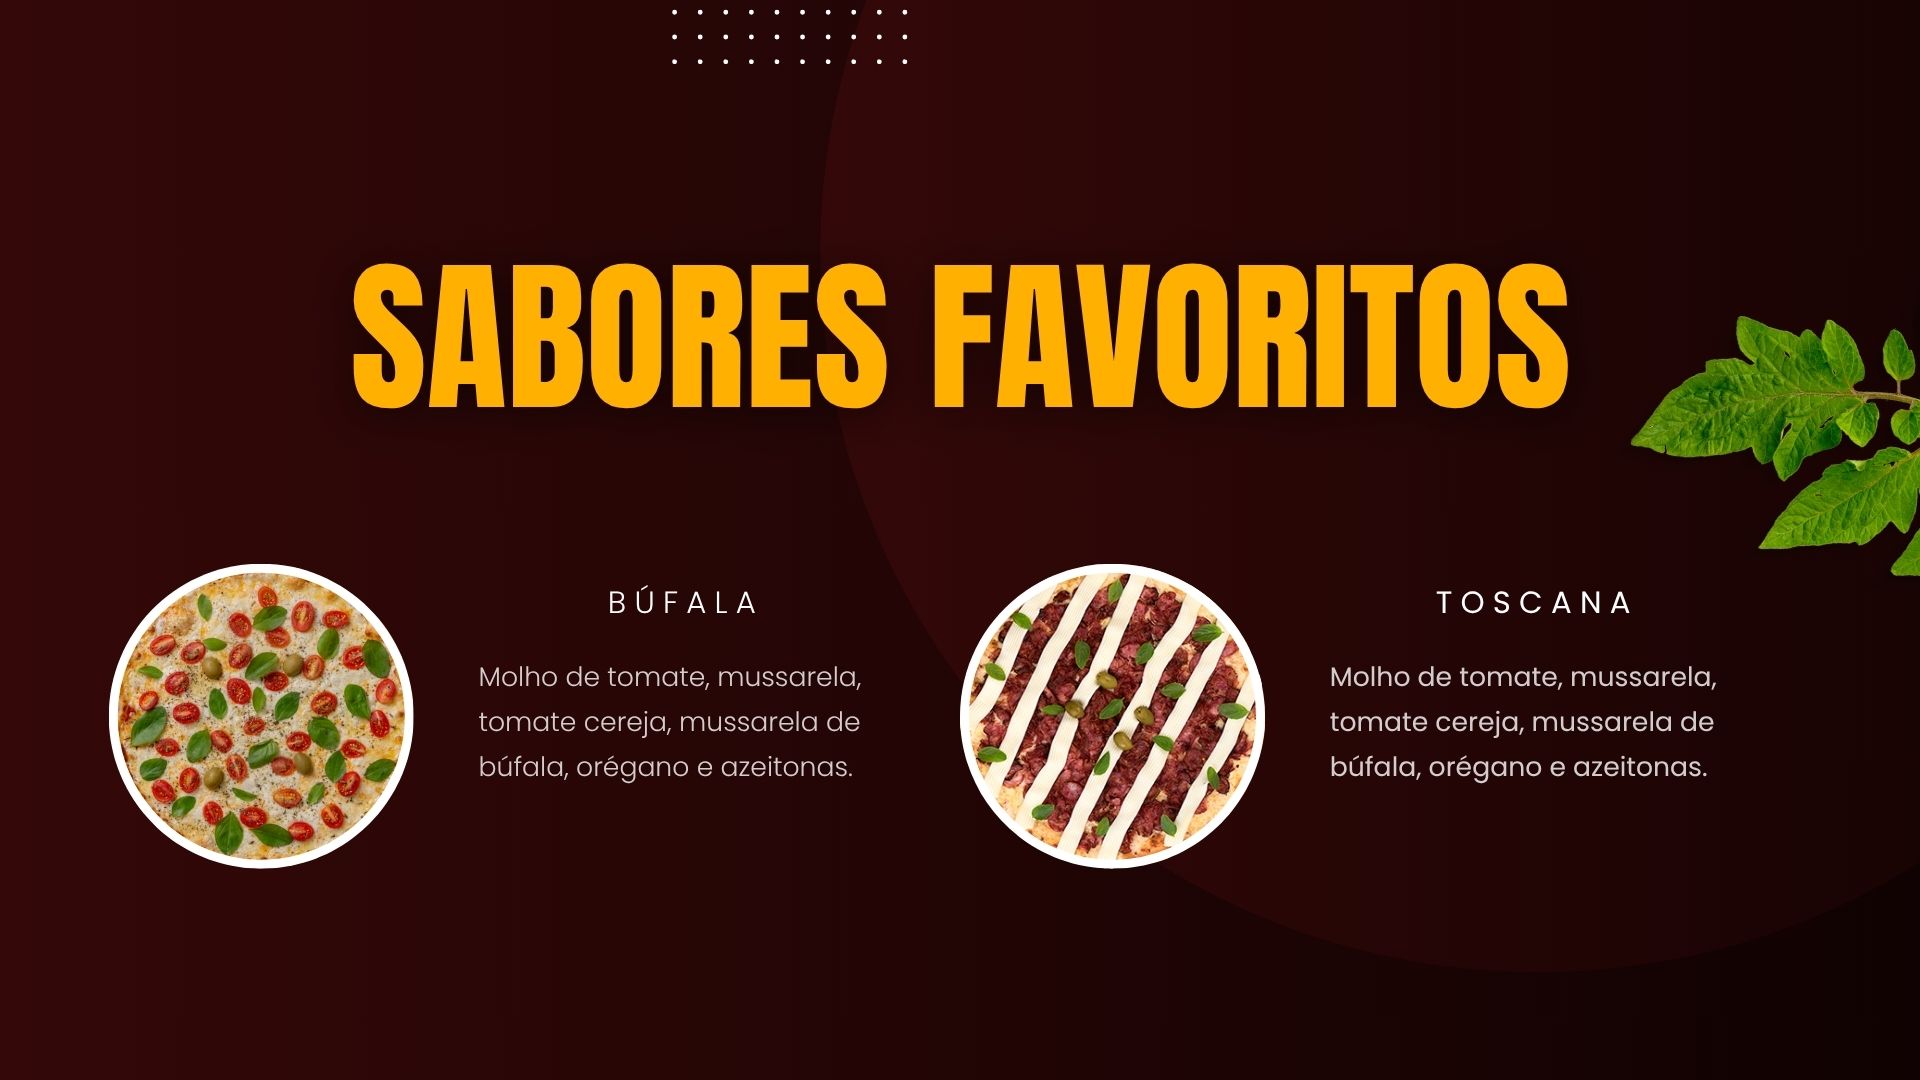 SABORES FAVORITOS
BÚFALA
Molho de tomate, mussarela,
tomate cereja, mussarela de
búfala, orégano e azeitonas.
TOSCANA
Molho de tomate, mussarela,
tomate cereja, mussarela de
búfala, orégano e azeitonas.